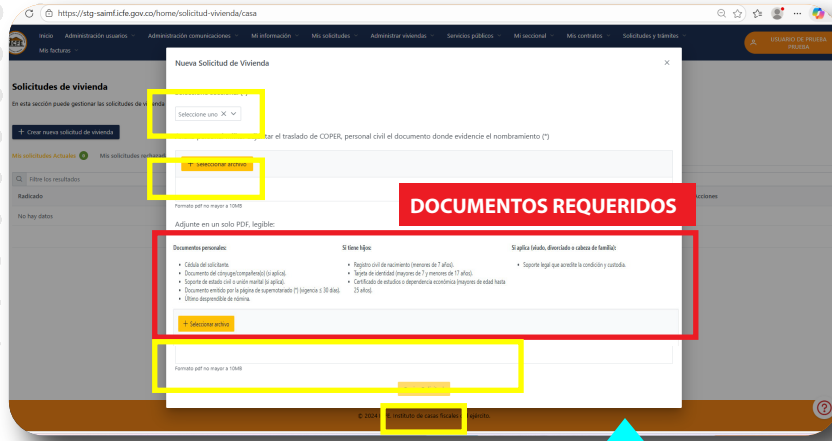 https://stg-saimf.icfe.gov.co/home/solicitud-vivienda/casa
Inicio Administración usuarios Administración comunicaciones Mi información Mis solicitudes Administrar viviendas Servicios públicos Mi seccional Mis contratos Solicitudes y trámites
Mis facturas
USUARIO DE PRUEBA
PRUEBA
Nueva Solicitud de Vivienda
Solicitudes de vivienda
En esta sección puede gestionar las solicitudes de vivienda
Seleccione uno
+ Crear nueva solicitud de vivienda
el traslado de COPER, personal civil el documento donde evidencie el nombramiento (*)
Mis solicitudes Actuales 0 Mis solicitudes
+ Seleccionar archivo
Filtre los resultados
Radicado
No hay datos
Formato pdf no mayor a 10MB
DOCUMENTOS REQUERIDOS
Adjunte en un solo PDF, legible:
Documentos personales:
• Cédula del solicitante.
• Documento del cónyuge/compañera(o) (si aplica).
• Soporte de estado civil o unión marital (si aplica).
• Documento emitido por la página de supernotariado (*) (vigencia ≤ 30 días).
• Último desprendible de nómina.
Si tiene hijos:
• Registro civil de nacimiento (menores de 7 años).
• Tarjeta de identidad (mayores de 7 y menores de 17 años).
• Certificado de estudios o dependencia económica (mayores de edad hasta
25 años).
Si aplica (viudo, divorciado o cabeza de familia):
• Soporte legal que acredite la condición y custodia.
+ Seleccionar archivo
Formato pdf no mayor a 10MB
© 2024 Instituto de casas fiscales ejército